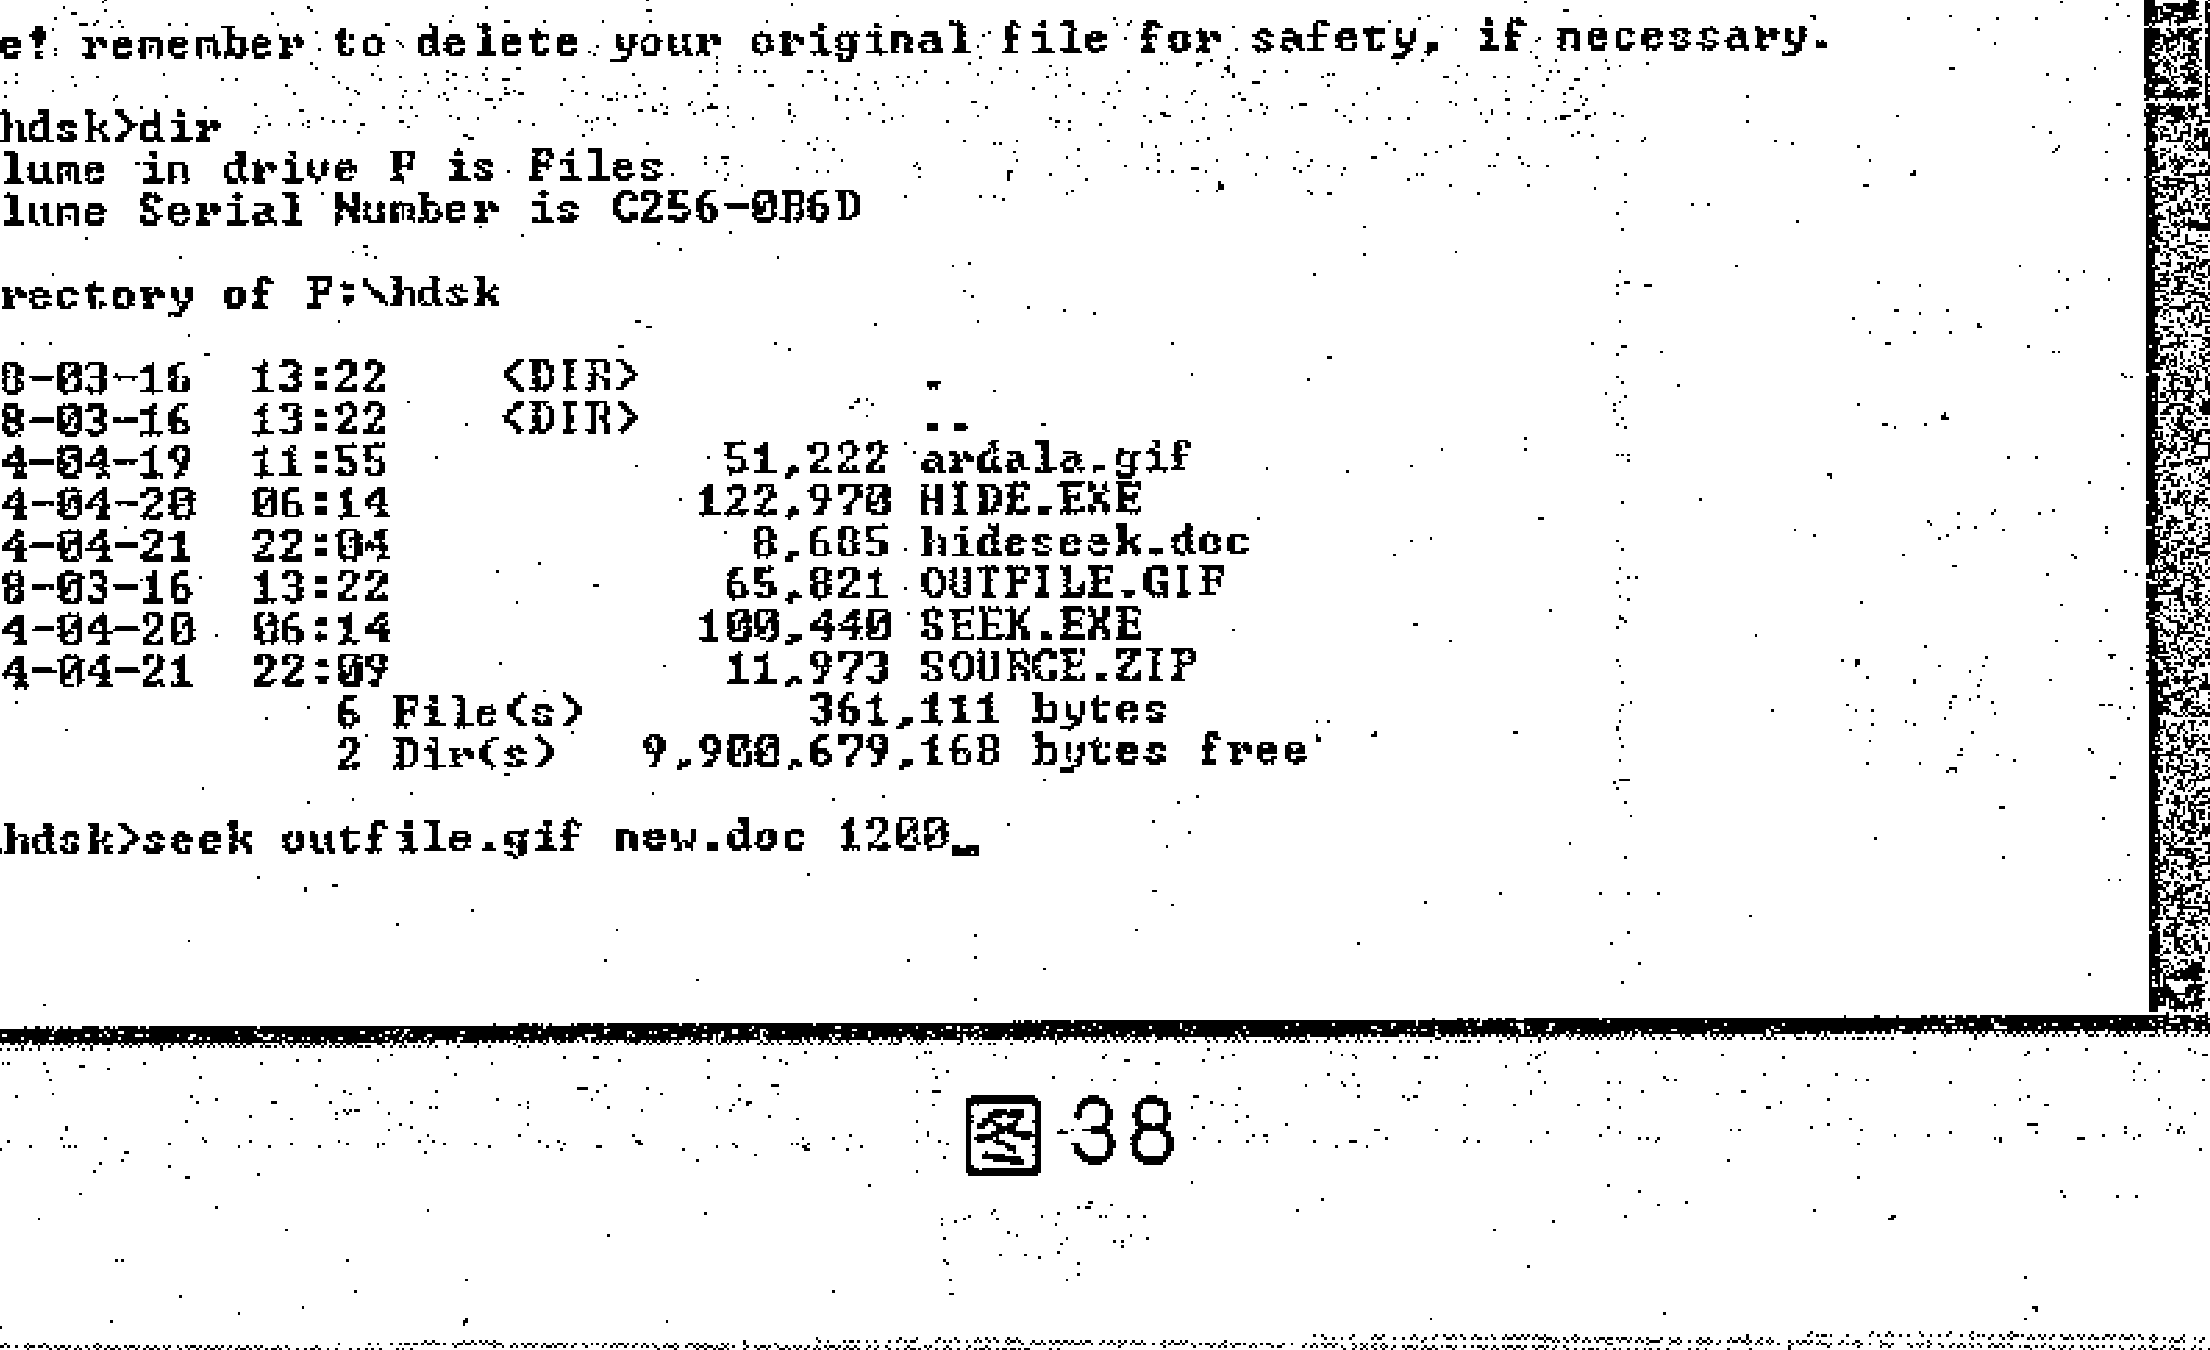 e! remember to delete your original file for safety, if necessary.
hdsk>dir
lume in drive F is Files
lume Serial Number is C256-0B6D
rectory of F:\hdsk
8-03-16 13:22 <DIR> .
8-03-16 13:22 <DIR> ..
4-04-19 11:55 51,222 ardala.gif
4-04-20 06:14 122,970 HIDE.EXE
4-04-21 22:04 8,685 hideseek.doc
8-03-16 13:22 65,821 OUTFILE.GIF
4-04-20 06:14 100,440 SEEK.EXE
4-04-21 22:09 11,973 SOURCE.ZIP
6 File(s) 361,111 bytes
2 Dir(s) 9,900,679,168 bytes free
hdsk>seek outfile.gif new.doc 1200_
图-38